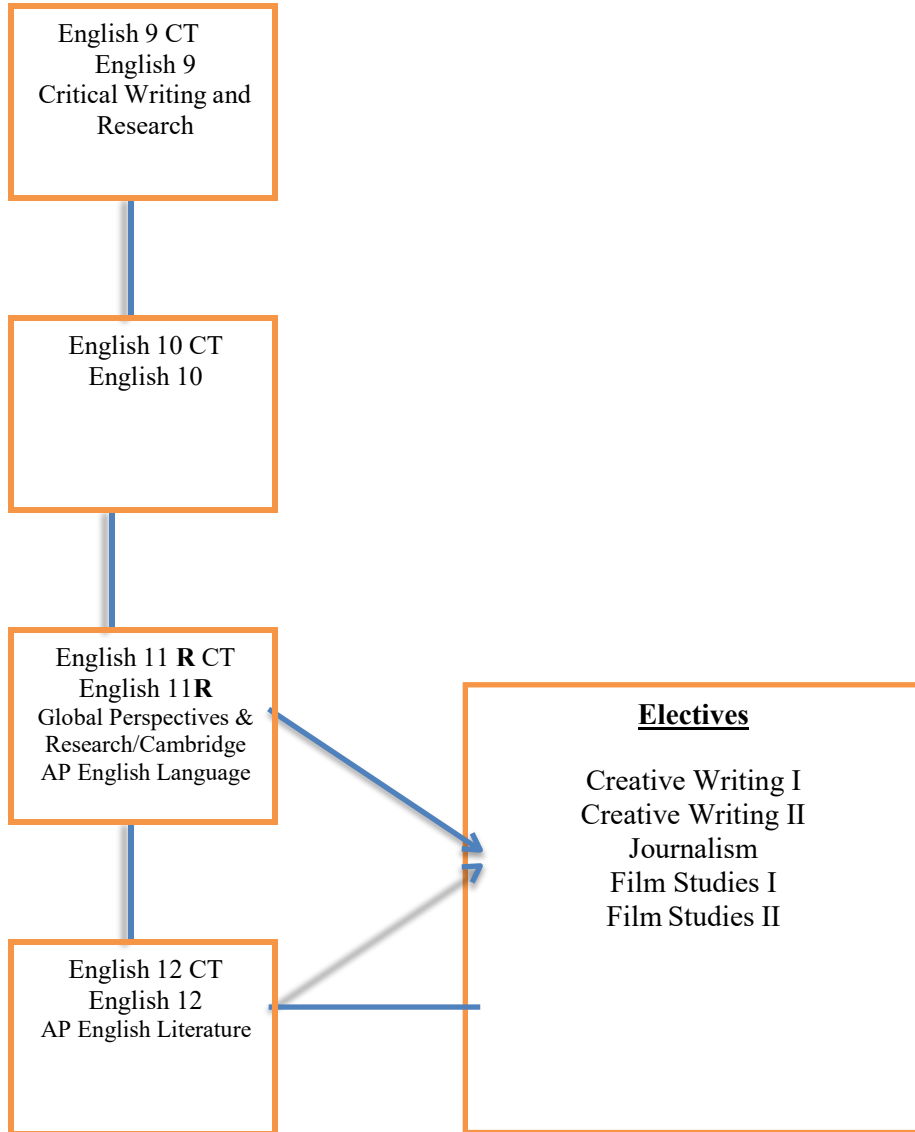 English 9 CT
English 9
Critical Writing and
Research
English 10 CT
English 10
English 11 R CT
English 11R
Global Perspectives &
Research/Cambridge
AP English Language
Electives
Creative Writing I
Creative Writing II
Journalism
Film Studies I
Film Studies II
English 12 CT
English 12
AP English Literature